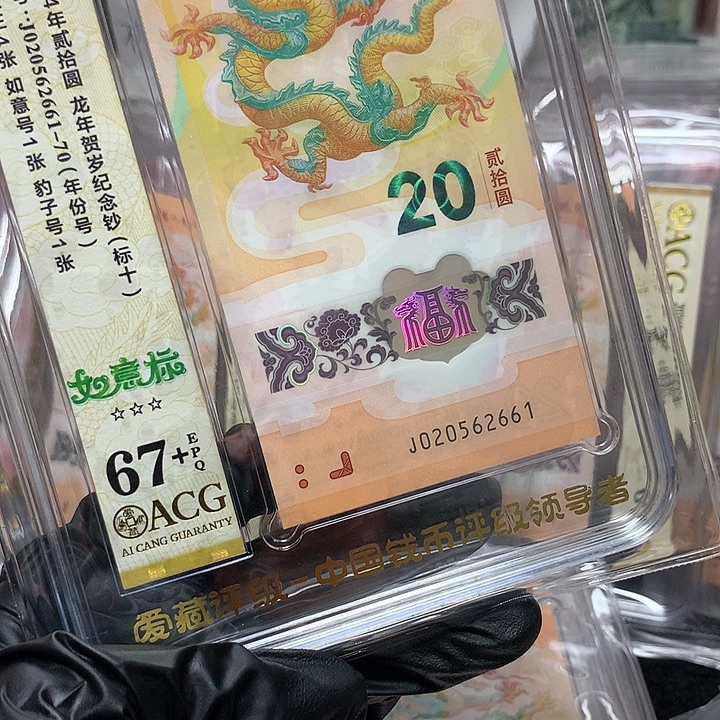 4年贰拾圆 龙年贺岁纪念钞(标十)
号:J020562661-70(年份号)
4张 如意号1张 豹子号1张
如意标
☆☆☆
67+
EPQ
ACG
AI CANG GUARANTY
20
贰拾圆
福
J020562661
爱藏评级-中国钱币评级领导者
ACG